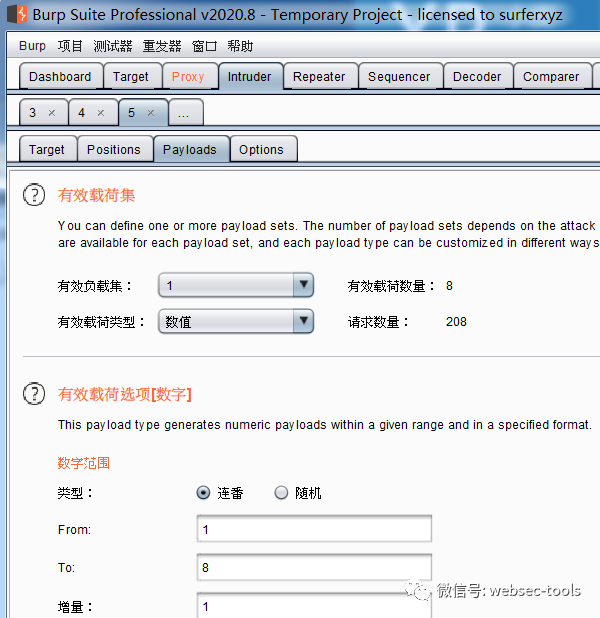 Burp Suite Professional v2020.8 - Temporary Project - licensed to surferxyz
Burp 项目 测试器 重发器 窗口 帮助
Dashboard Target Proxy Intruder Repeater Sequencer Decoder Comparer
3 × 4 × 5 × ...
Target Positions Payloads Options
? 有效载荷集
You can define one or more payload sets. The number of payload sets depends on the attack
are available for each payload set, and each payload type can be customized in different ways
有效负载集： 1 有效载荷数量： 8
有效载荷类型： 数值 请求数量： 208
? 有效载荷选项[数字]
This payload type generates numeric payloads within a given range and in a specified format.
数字范围
类型： 连番 随机
From: 1
To: 8
微信号: websec-tools
增量： 1